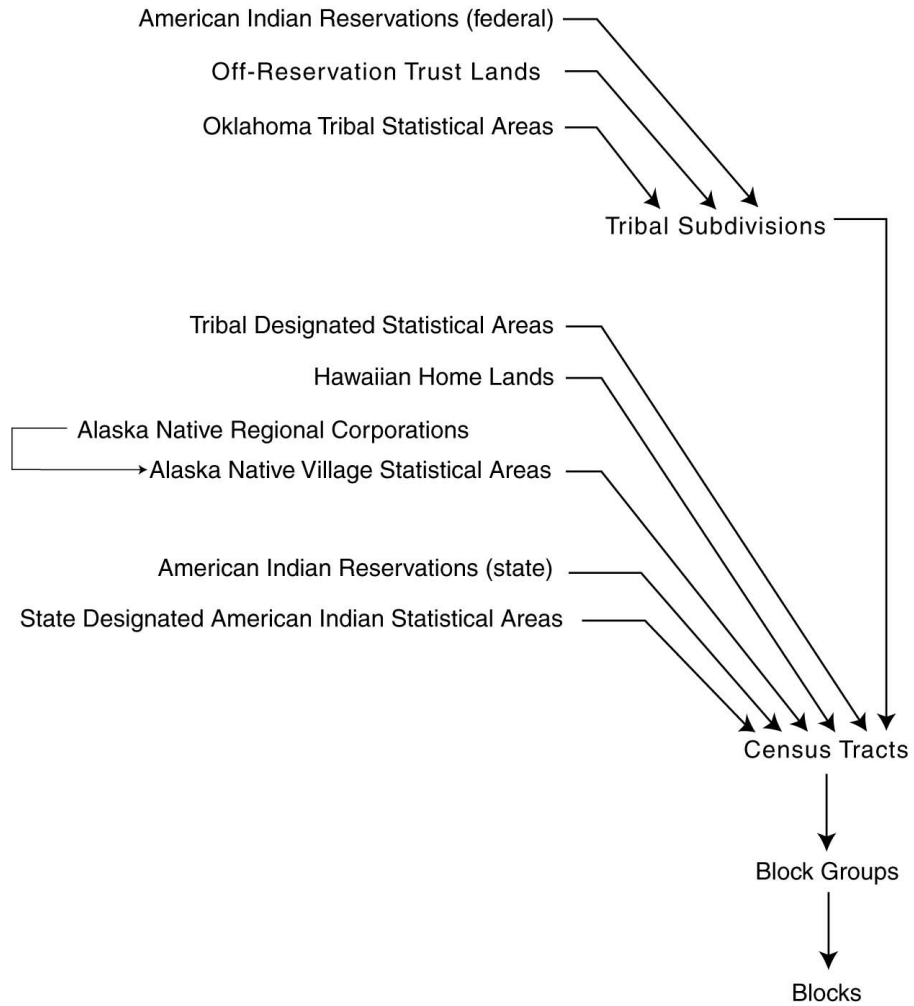 American Indian Reservations (federal)
Off-Reservation Trust Lands
Oklahoma Tribal Statistical Areas
Tribal Subdivisions
Tribal Designated Statistical Areas
Hawaiian Home Lands
Alaska Native Regional Corporations
Alaska Native Village Statistical Areas
American Indian Reservations (state)
State Designated American Indian Statistical Areas
Census Tracts
Block Groups
Blocks